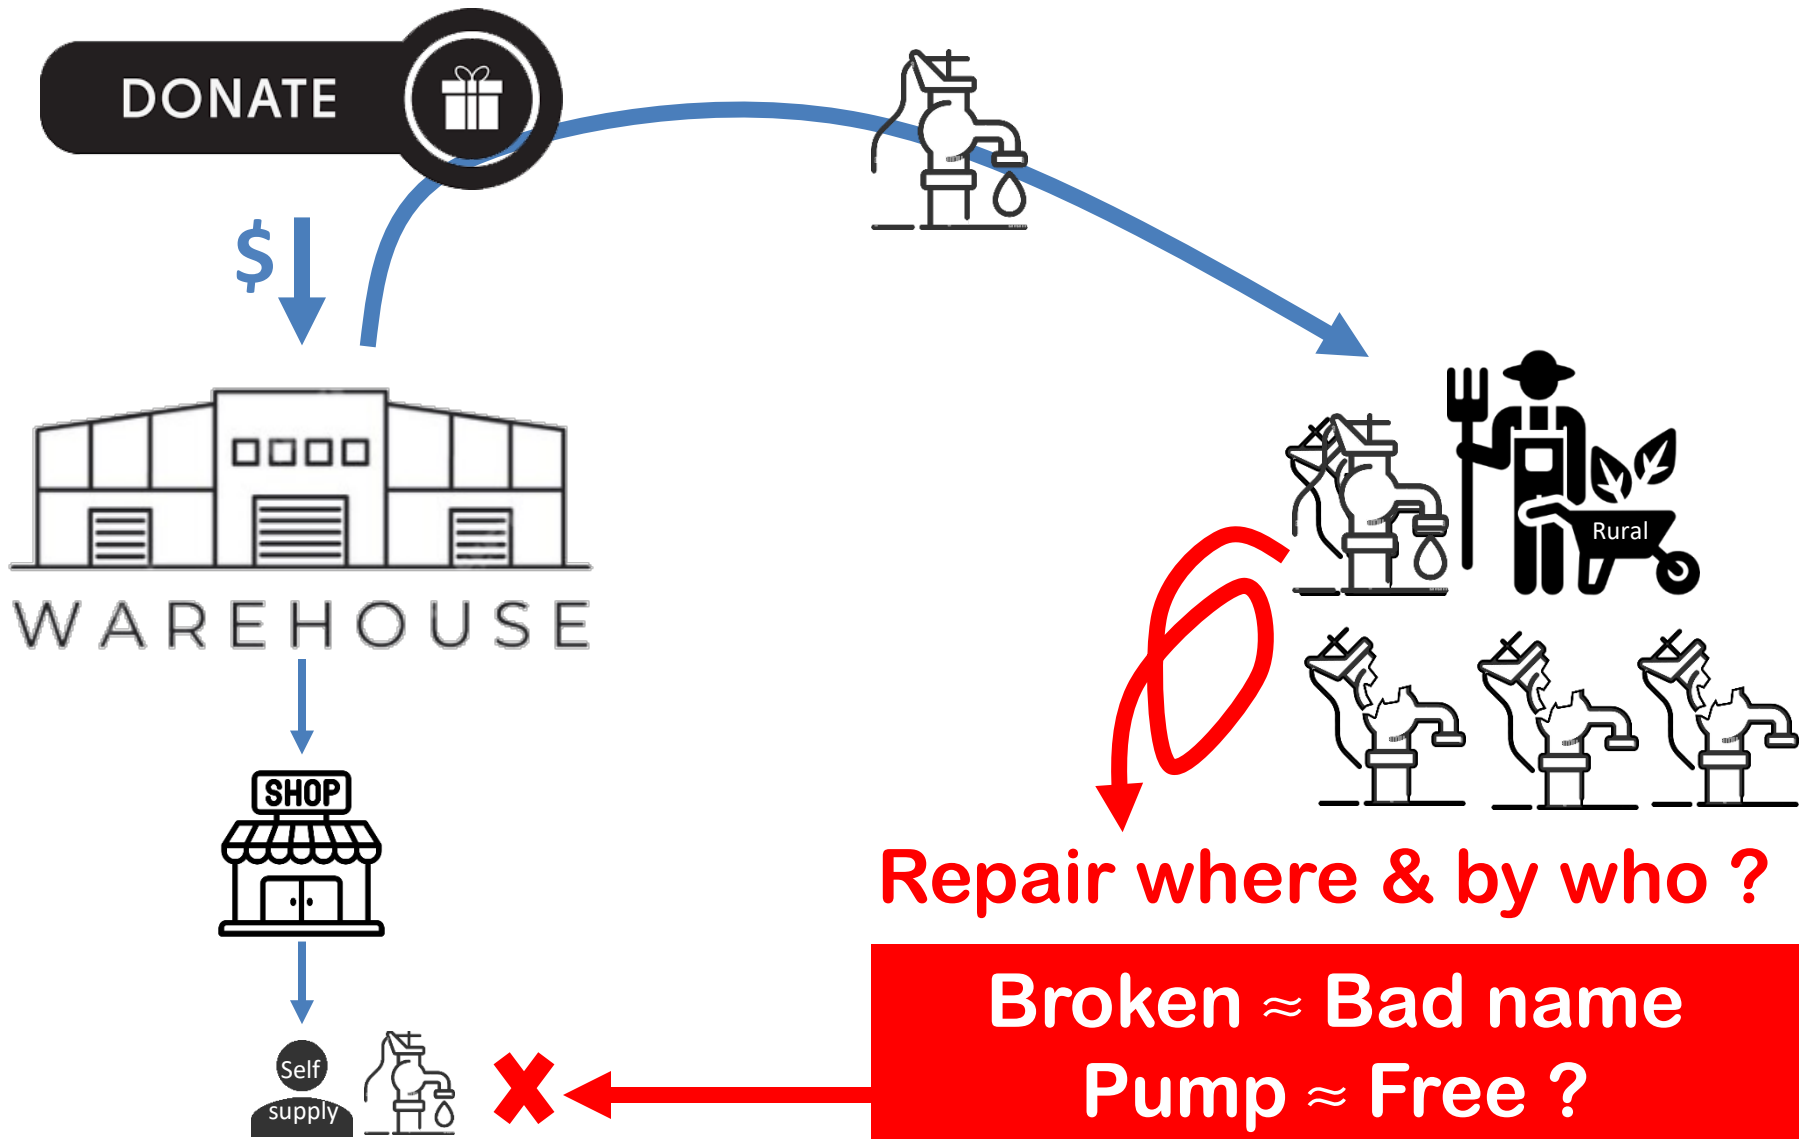 DONATE
$
WAREHOUSE
Rural
SHOP
Repair where & by who ?
Broken ≈ Bad name
Pump ≈ Free ?
Self
supply